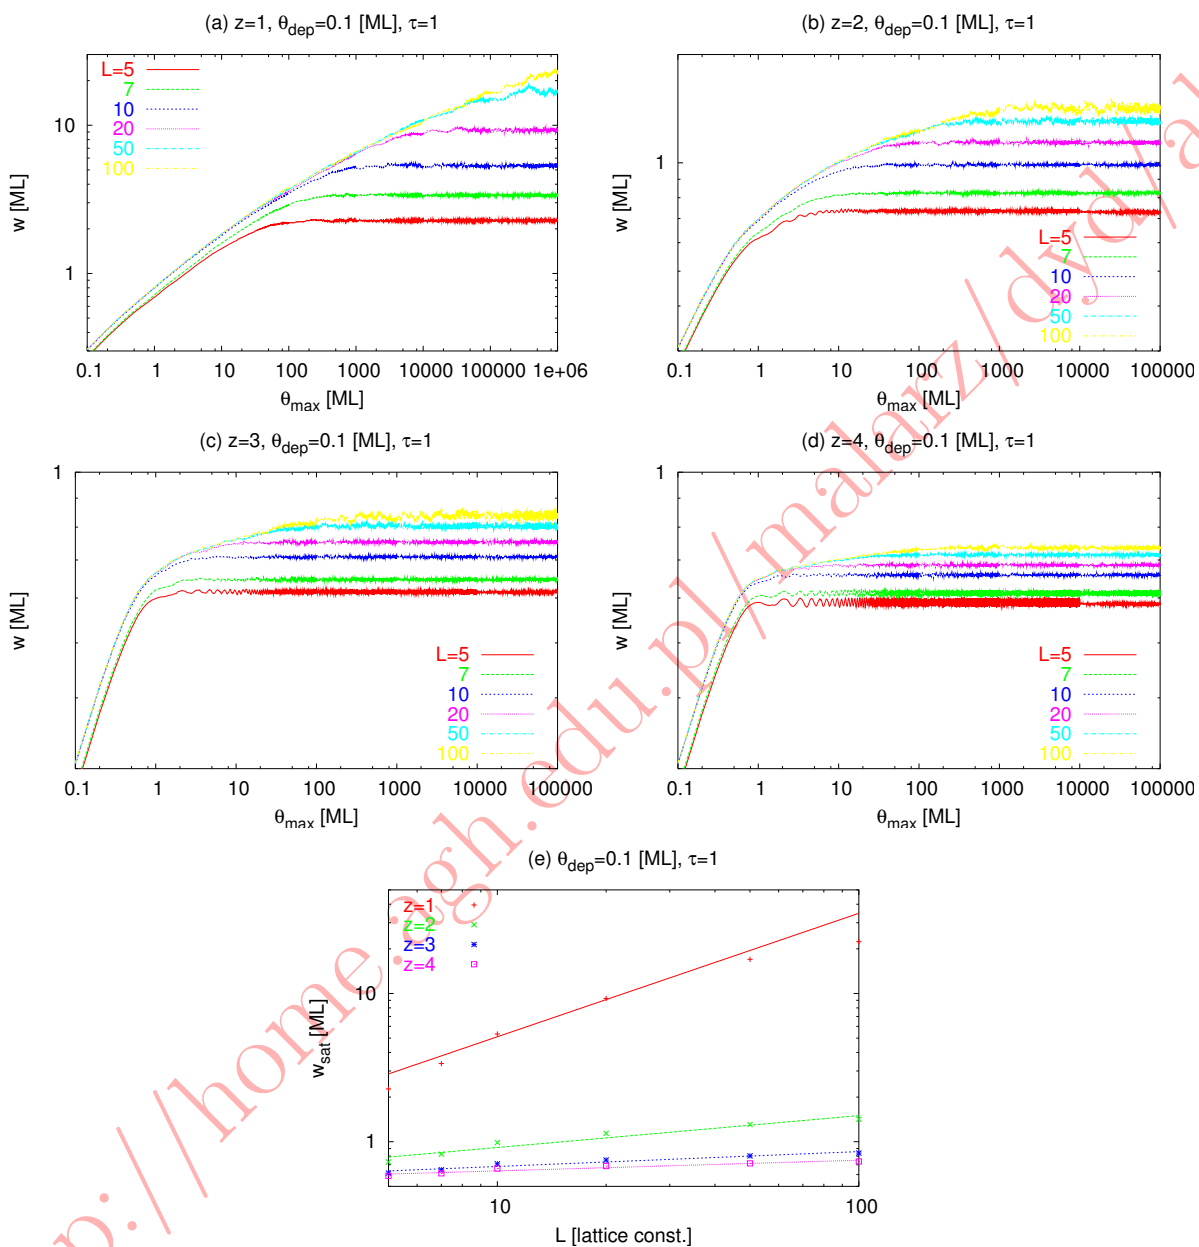 (a) z=1, θdep=0.1 [ML], τ=1
w [ML]
10
1
L=5
7
10
20
50
100
0.1 1 10 100 1000 10000 100000 1e+06
θmax [ML]
(b) z=2, θdep=0.1 [ML], τ=1
w [ML]
1
L=5
7
10
20
50
100
0.1 1 10 100 1000 10000 100000
θmax [ML]
(c) z=3, θdep=0.1 [ML], τ=1
w [ML]
1
L=5
7
10
20
50
100
0.1 1 10 100 1000 10000 100000
θmax [ML]
(d) z=4, θdep=0.1 [ML], τ=1
w [ML]
1
L=5
7
10
20
50
100
0.1 1 10 100 1000 10000 100000
θmax [ML]
(e) θdep=0.1 [ML], τ=1
wsat [ML]
10
1
z=1
z=2
z=3
z=4
10 100
L [lattice const.]
p://home.agh.edu.pl/malarz/dyd/a